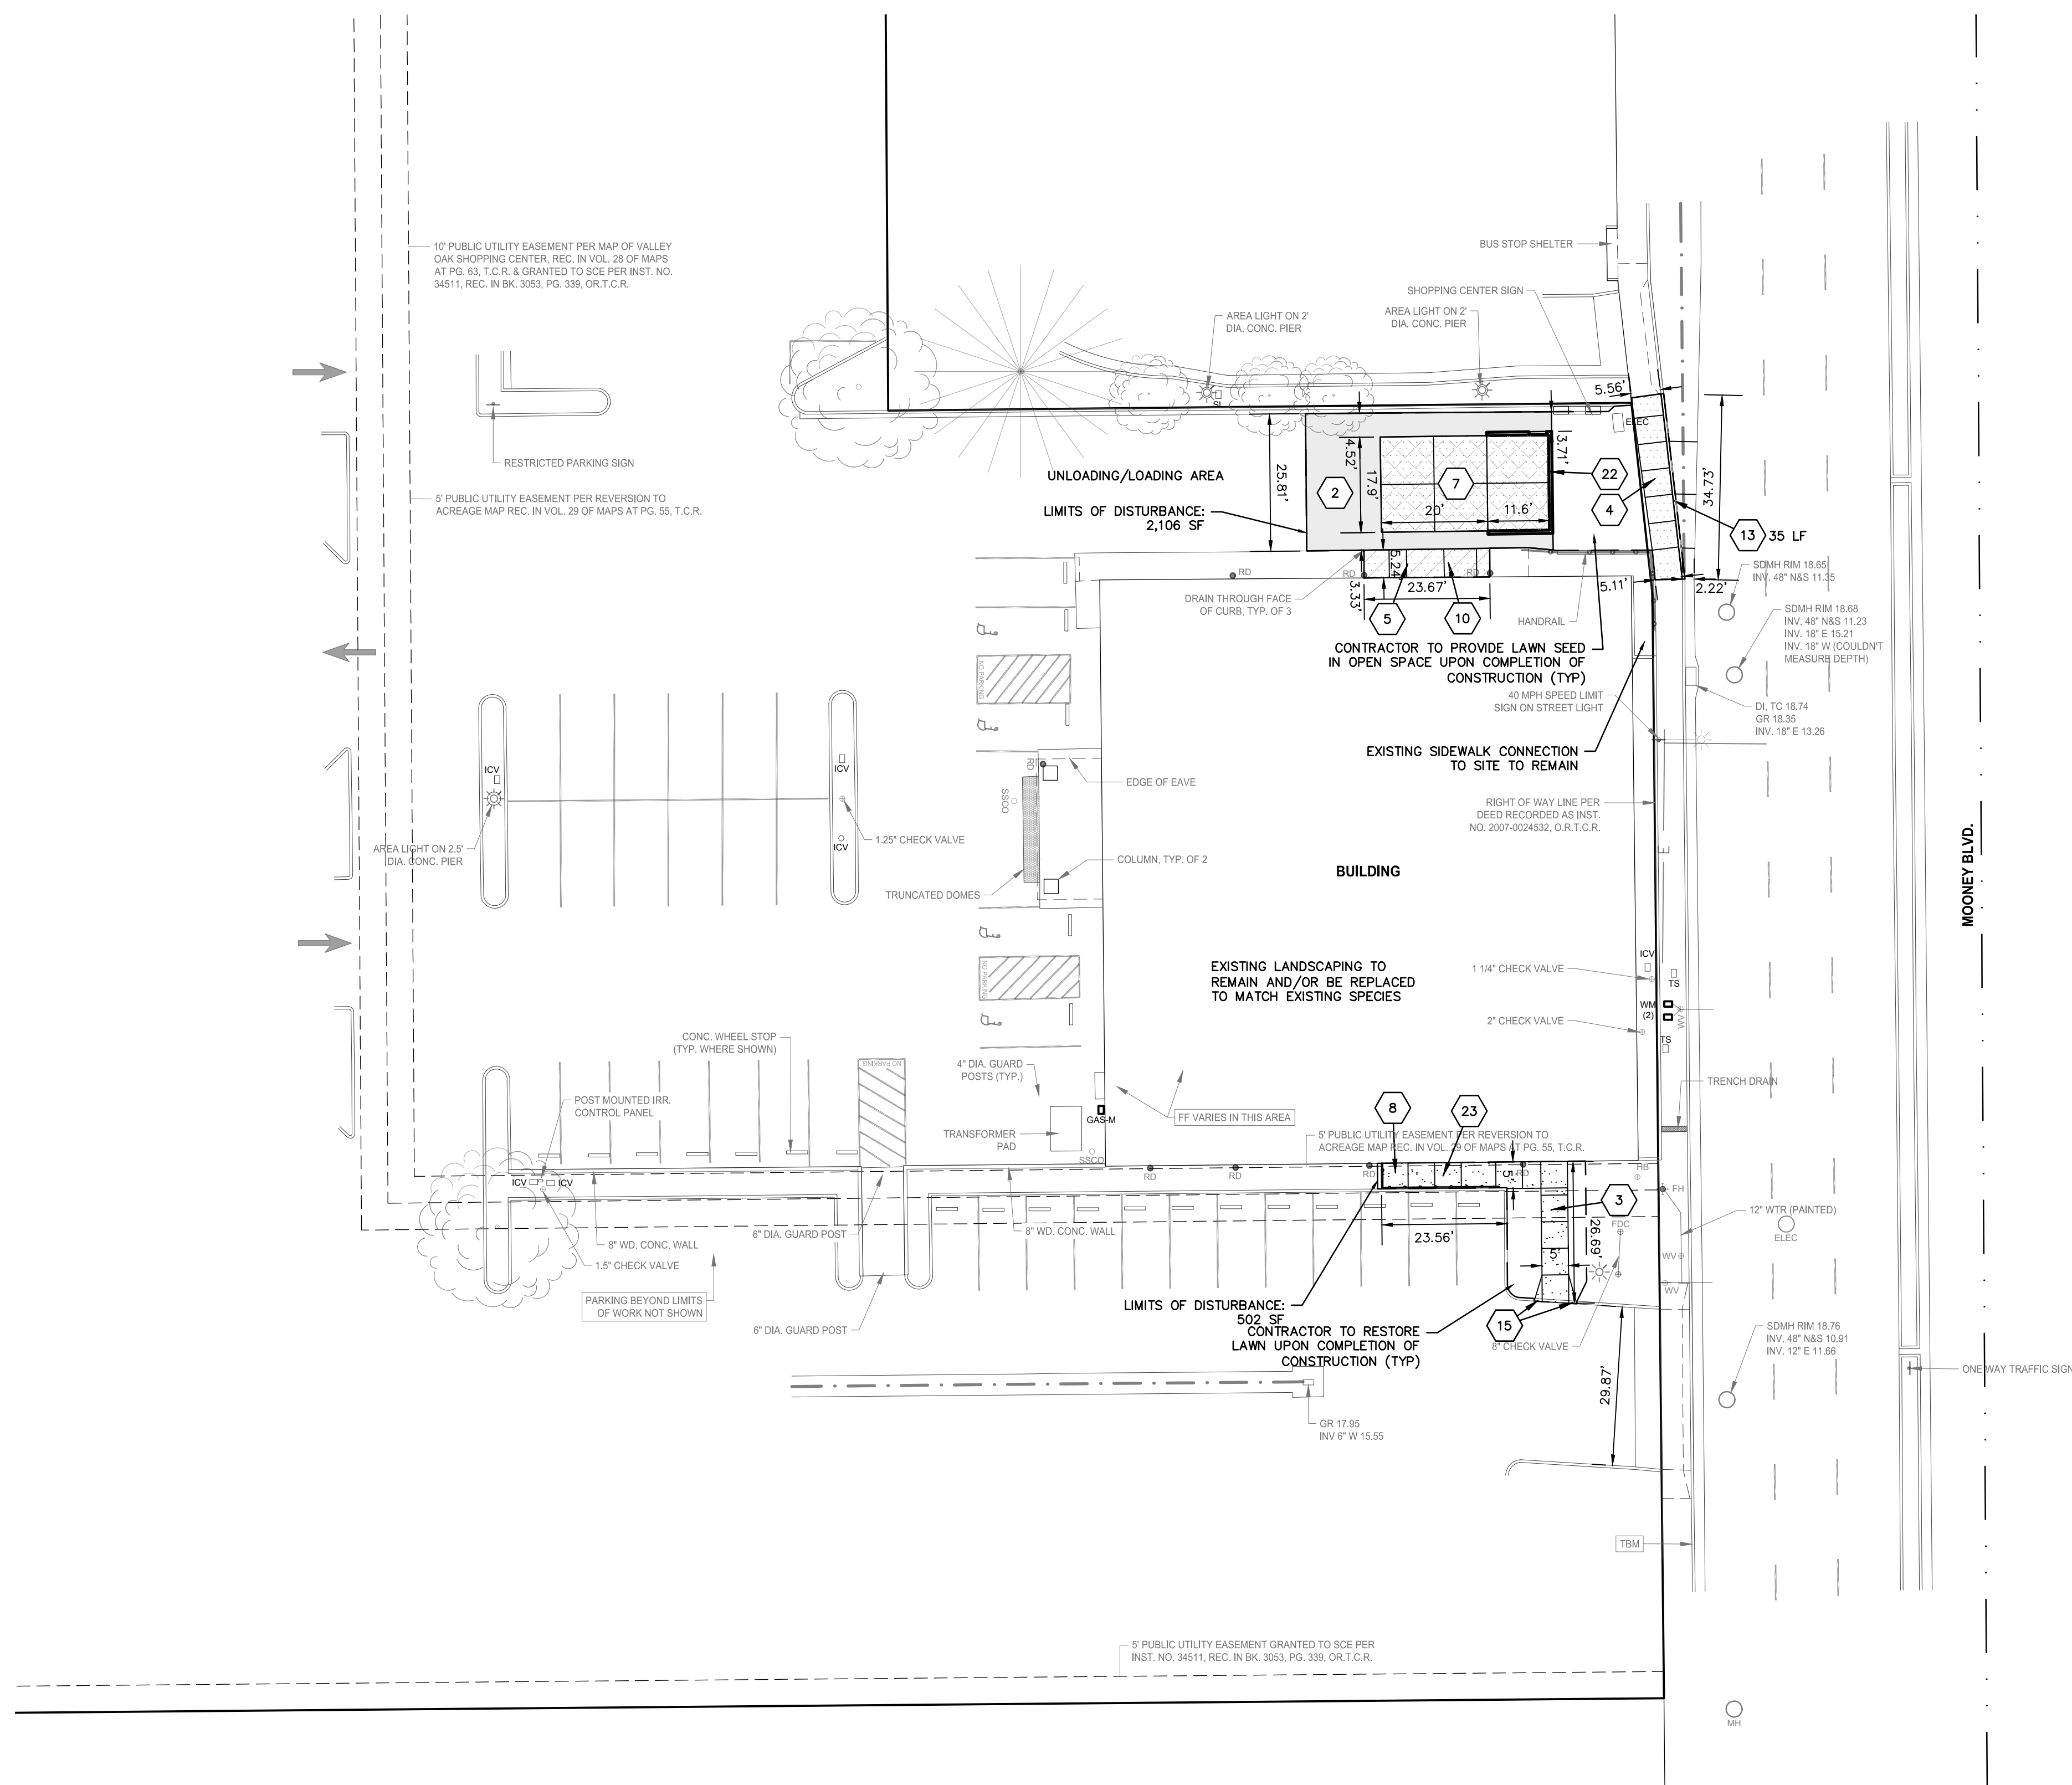 10' PUBLIC UTILITY EASEMENT PER MAP OF VALLEY
OAK SHOPPING CENTER, REC. IN VOL. 28 OF MAPS
AT PG. 63, T.C.R. & GRANTED TO SCE PER INST. NO.
34511, REC. IN BK. 3053, PG. 339, OR.T.C.R.
BUS STOP SHELTER
SHOPPING CENTER SIGN
AREA LIGHT ON 2'
DIA. CONC. PIER
AREA LIGHT ON 2'
DIA. CONC. PIER
SL
5.56'
ELEC
RESTRICTED PARKING SIGN
5' PUBLIC UTILITY EASEMENT PER REVERSION TO
ACREAGE MAP REC. IN VOL. 29 OF MAPS AT PG. 55, T.C.R.
UNLOADING/LOADING AREA
LIMITS OF DISTURBANCE:
2,106 SF
25.81'
2
4.52'
17.9'
7
20'
11.6'
3.71'
22
4
34.73'
13
35 LF
SDMH RIM 18.65
INV. 48" N&S 11.35
SDMH RIM 18.68
INV. 48" N&S 11.23
INV. 18" E 15.21
INV. 18" W (COULDN'T
MEASURE DEPTH)
RD
RD
RD
5.24'
3.33'
23.67'
5.11'
2.22'
DRAIN THROUGH FACE
OF CURB, TYP. OF 3
5
10
HANDRAIL
CONTRACTOR TO PROVIDE LAWN SEED
IN OPEN SPACE UPON COMPLETION OF
CONSTRUCTION (TYP)
40 MPH SPEED LIMIT
SIGN ON STREET LIGHT
DI, TC 18.74
GR 18.35
INV. 18" E 13.26
EXISTING SIDEWALK CONNECTION
TO SITE TO REMAIN
NO PARKING
EDGE OF EAVE
RD
SSCO
ICV
ICV
ICV
1.25" CHECK VALVE
AREA LIGHT ON 2.5'
DIA. CONC. PIER
COLUMN, TYP. OF 2
TRUNCATED DOMES
RIGHT OF WAY LINE PER
DEED RECORDED AS INST.
NO. 2007-0024532, O.R.T.C.R.
BUILDING
MOONEY BLVD.
EXISTING LANDSCAPING TO
REMAIN AND/OR BE REPLACED
TO MATCH EXISTING SPECIES
NO PARKING
ICV
1 1/4" CHECK VALVE
TS
WM
(2)
WV
2" CHECK VALVE
TS
CONC. WHEEL STOP
(TYP. WHERE SHOWN)
NO PARKING
4" DIA. GUARD
POSTS (TYP.)
TRENCH DRAIN
POST MOUNTED IRR.
CONTROL PANEL
GAS-M
FF VARIES IN THIS AREA
8
23
TRANSFORMER
PAD
SSCO
5' PUBLIC UTILITY EASEMENT PER REVERSION TO
ACREAGE MAP REC. IN VOL. 29 OF MAPS AT PG. 55, T.C.R.
RD
RD
RD
5'
RD
HB
ICV
ICV
FH
3
12" WTR (PAINTED)
ELEC
FDC
26.69'
23.56'
5'
WV
WV
8" WD. CONC. WALL
1.5" CHECK VALVE
6" DIA. GUARD POST
8" WD. CONC. WALL
PARKING BEYOND LIMITS
OF WORK NOT SHOWN
6" DIA. GUARD POST
LIMITS OF DISTURBANCE:
502 SF
CONTRACTOR TO RESTORE
LAWN UPON COMPLETION OF
CONSTRUCTION (TYP)
15
8" CHECK VALVE
SDMH RIM 18.76
INV. 48" N&S 10.91
INV. 12" E 11.66
ONE WAY TRAFFIC SIGN
29.87'
GR 17.95
INV 6" W 15.55
TBM
5' PUBLIC UTILITY EASEMENT GRANTED TO SCE PER
INST. NO. 34511, REC. IN BK. 3053, PG. 339, OR.T.C.R.
MH